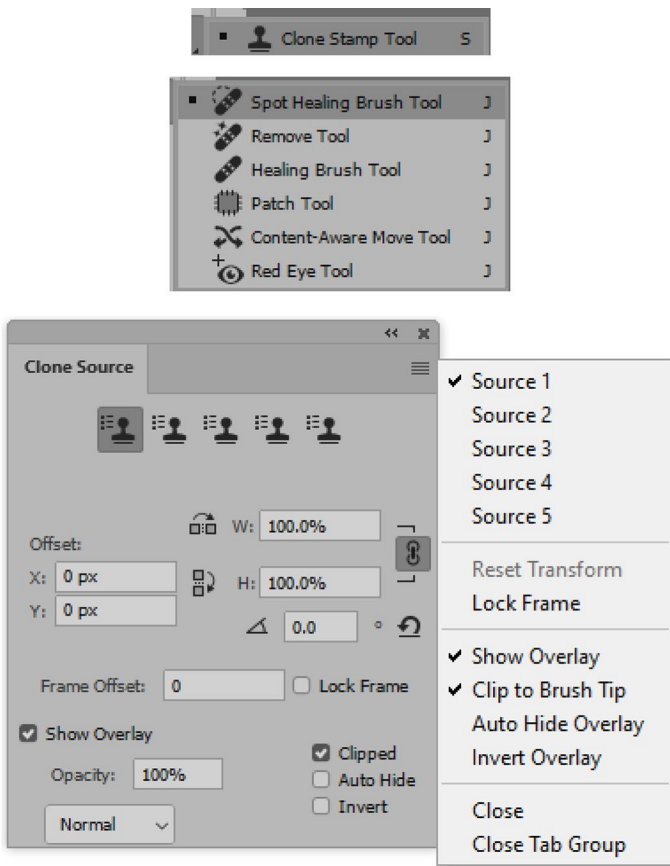 Clone Stamp Tool S
Spot Healing Brush Tool J
Remove Tool J
Healing Brush Tool J
Patch Tool J
Content-Aware Move Tool J
Red Eye Tool J
Clone Source
W: 100.0%
Offset:
X: 0 px
H: 100.0%
Y: 0 px
0.0 °
Frame Offset: 0 Lock Frame
Show Overlay
Clipped
Opacity: 100%
Auto Hide
Invert
Normal
Source 1
Source 2
Source 3
Source 4
Source 5
Reset Transform
Lock Frame
Show Overlay
Clip to Brush Tip
Auto Hide Overlay
Invert Overlay
Close
Close Tab Group